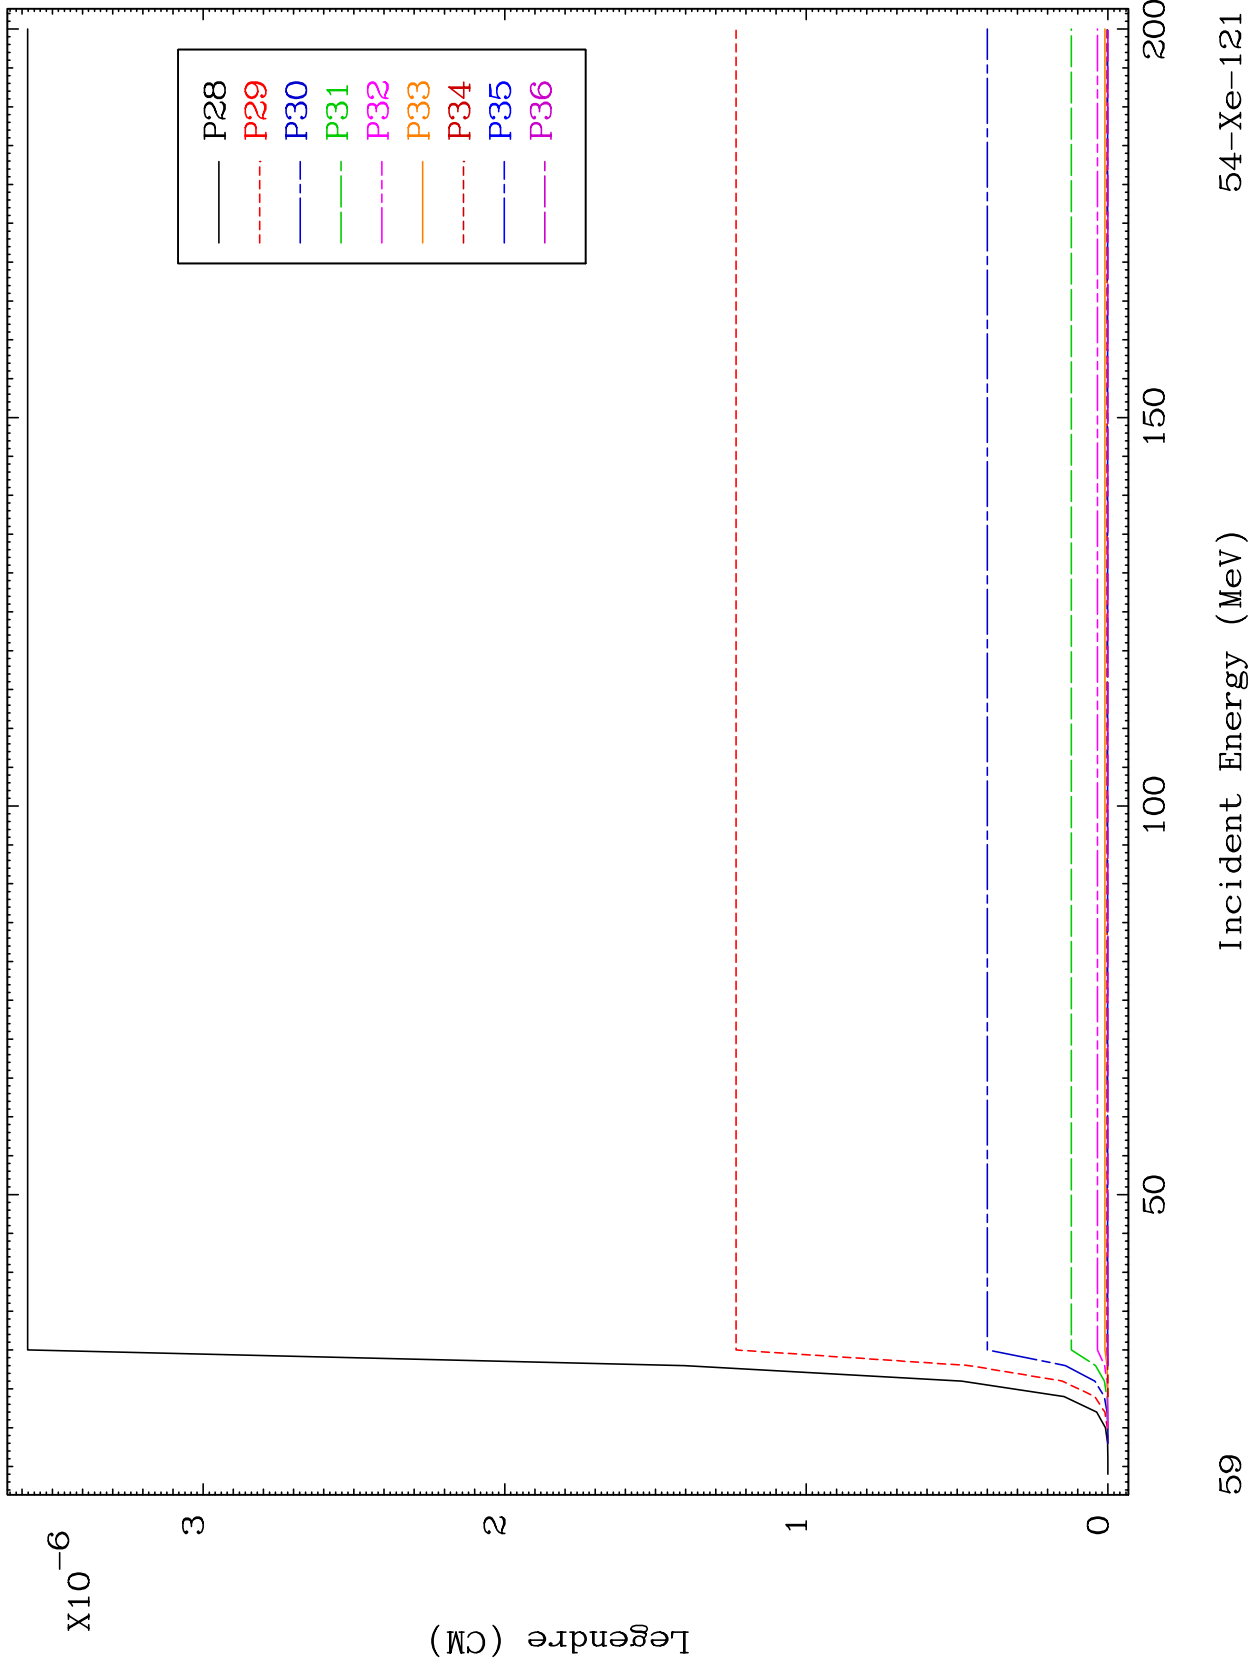 X10
-6
Legendre (CM)
3
2
1
0
P28
P29
P30
P31
P32
P33
P34
P35
P36
50
100
150
200
59
Incident Energy (MeV)
54-Xe-121